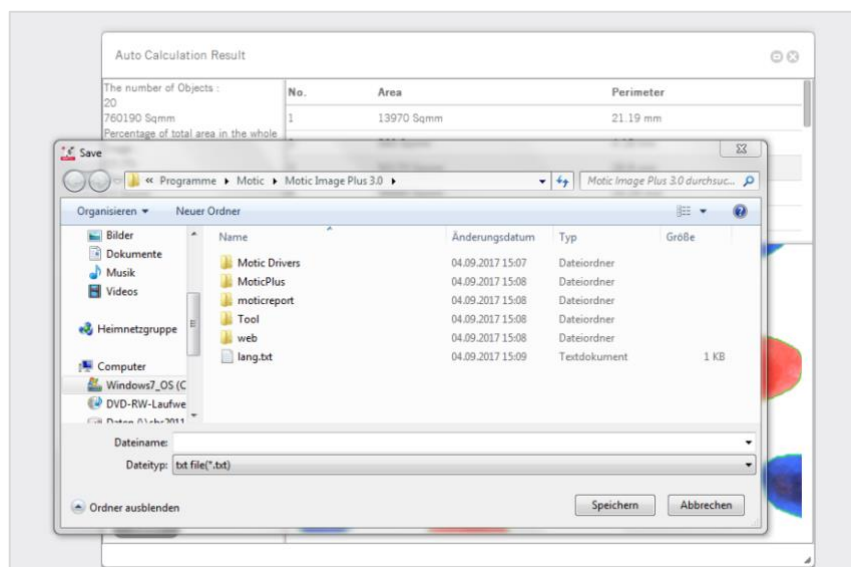 Auto Calculation Result
The number of Objects :
20
760190 Sqmm
Percentage of total area in the whole
No. Area Perimeter
1 13970 Sqmm 21.19 mm
Save
« Programme ▸ Motic ▸ Motic Image Plus 3.0 ▸
Motic Image Plus 3.0 durchsuc...
Organisieren Neuer Ordner
Name Änderungsdatum Typ Größe
Bilder
Dokumente
Musik
Videos
Heimnetzgruppe
Computer
Windows7_OS (C
DVD-RW-Laufwe
Motic Drivers 04.09.2017 15:07 Dateiordner
MoticPlus 04.09.2017 15:08 Dateiordner
moticreport 04.09.2017 15:08 Dateiordner
Tool 04.09.2017 15:08 Dateiordner
web 04.09.2017 15:08 Dateiordner
lang.txt 04.09.2017 15:09 Textdokument 1 KB
Dateiname:
Dateityp: txt file(*.txt)
Ordner ausblenden
Speichern Abbrechen